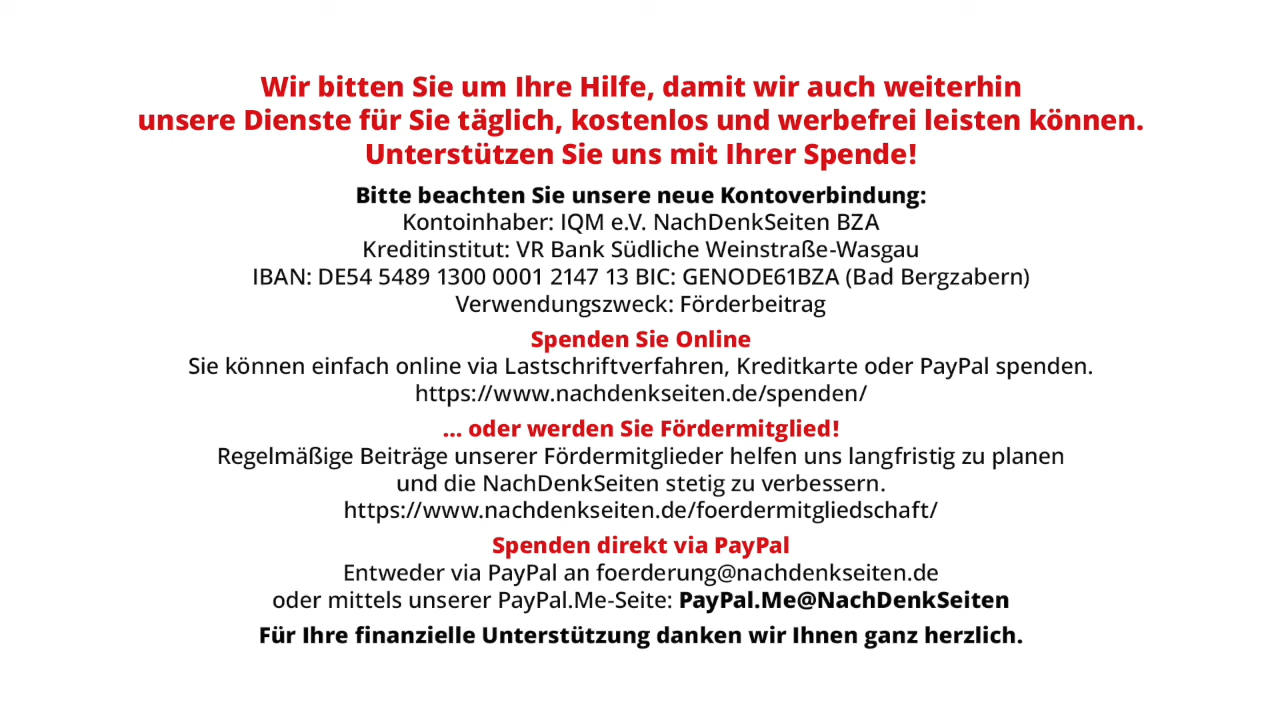 Wir bitten Sie um Ihre Hilfe, damit wir auch weiterhin
unsere Dienste für Sie täglich, kostenlos und werbefrei leisten können.
Unterstützen Sie uns mit Ihrer Spende!
Bitte beachten Sie unsere neue Kontoverbindung:
Kontoinhaber: IQM e.V. NachDenkSeiten BZA
Kreditinstitut: VR Bank Südliche Weinstraße-Wasgau
IBAN: DE54 5489 1300 0001 2147 13 BIC: GENODE61BZA (Bad Bergzabern)
Verwendungszweck: Förderbeitrag
Spenden Sie Online
Sie können einfach online via Lastschriftverfahren, Kreditkarte oder PayPal spenden.
https://www.nachdenkseiten.de/spenden/
... oder werden Sie Fördermitglied!
Regelmäßige Beiträge unserer Fördermitglieder helfen uns langfristig zu planen
und die NachDenkSeiten stetig zu verbessern.
https://www.nachdenkseiten.de/foerdermitgliedschaft/
Spenden direkt via PayPal
Entweder via PayPal an foerderung@nachdenkseiten.de
oder mittels unserer PayPal.Me-Seite: PayPal.Me@NachDenkSeiten
Für Ihre finanzielle Unterstützung danken wir Ihnen ganz herzlich.